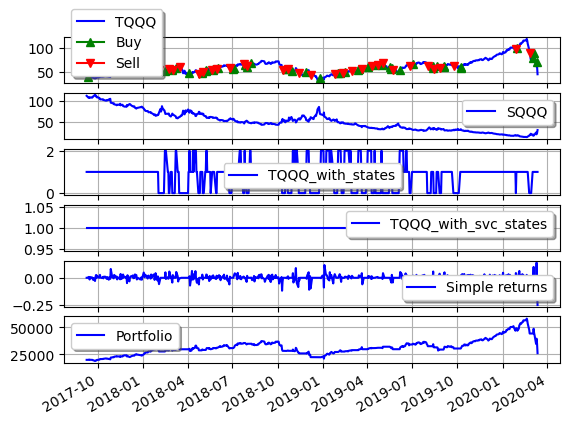 TQQQ
Buy
Sell
100
50
SQQQ
100
50
TQQQ_with_states
2
0
TQQQ_with_svc_states
1.05
1.00
0.95
Simple returns
0.00
−0.25
Portfolio
50000
25000
2017-10 2018-01 2018-04 2018-07 2018-10 2019-01 2019-04 2019-07 2019-10 2020-01 2020-04